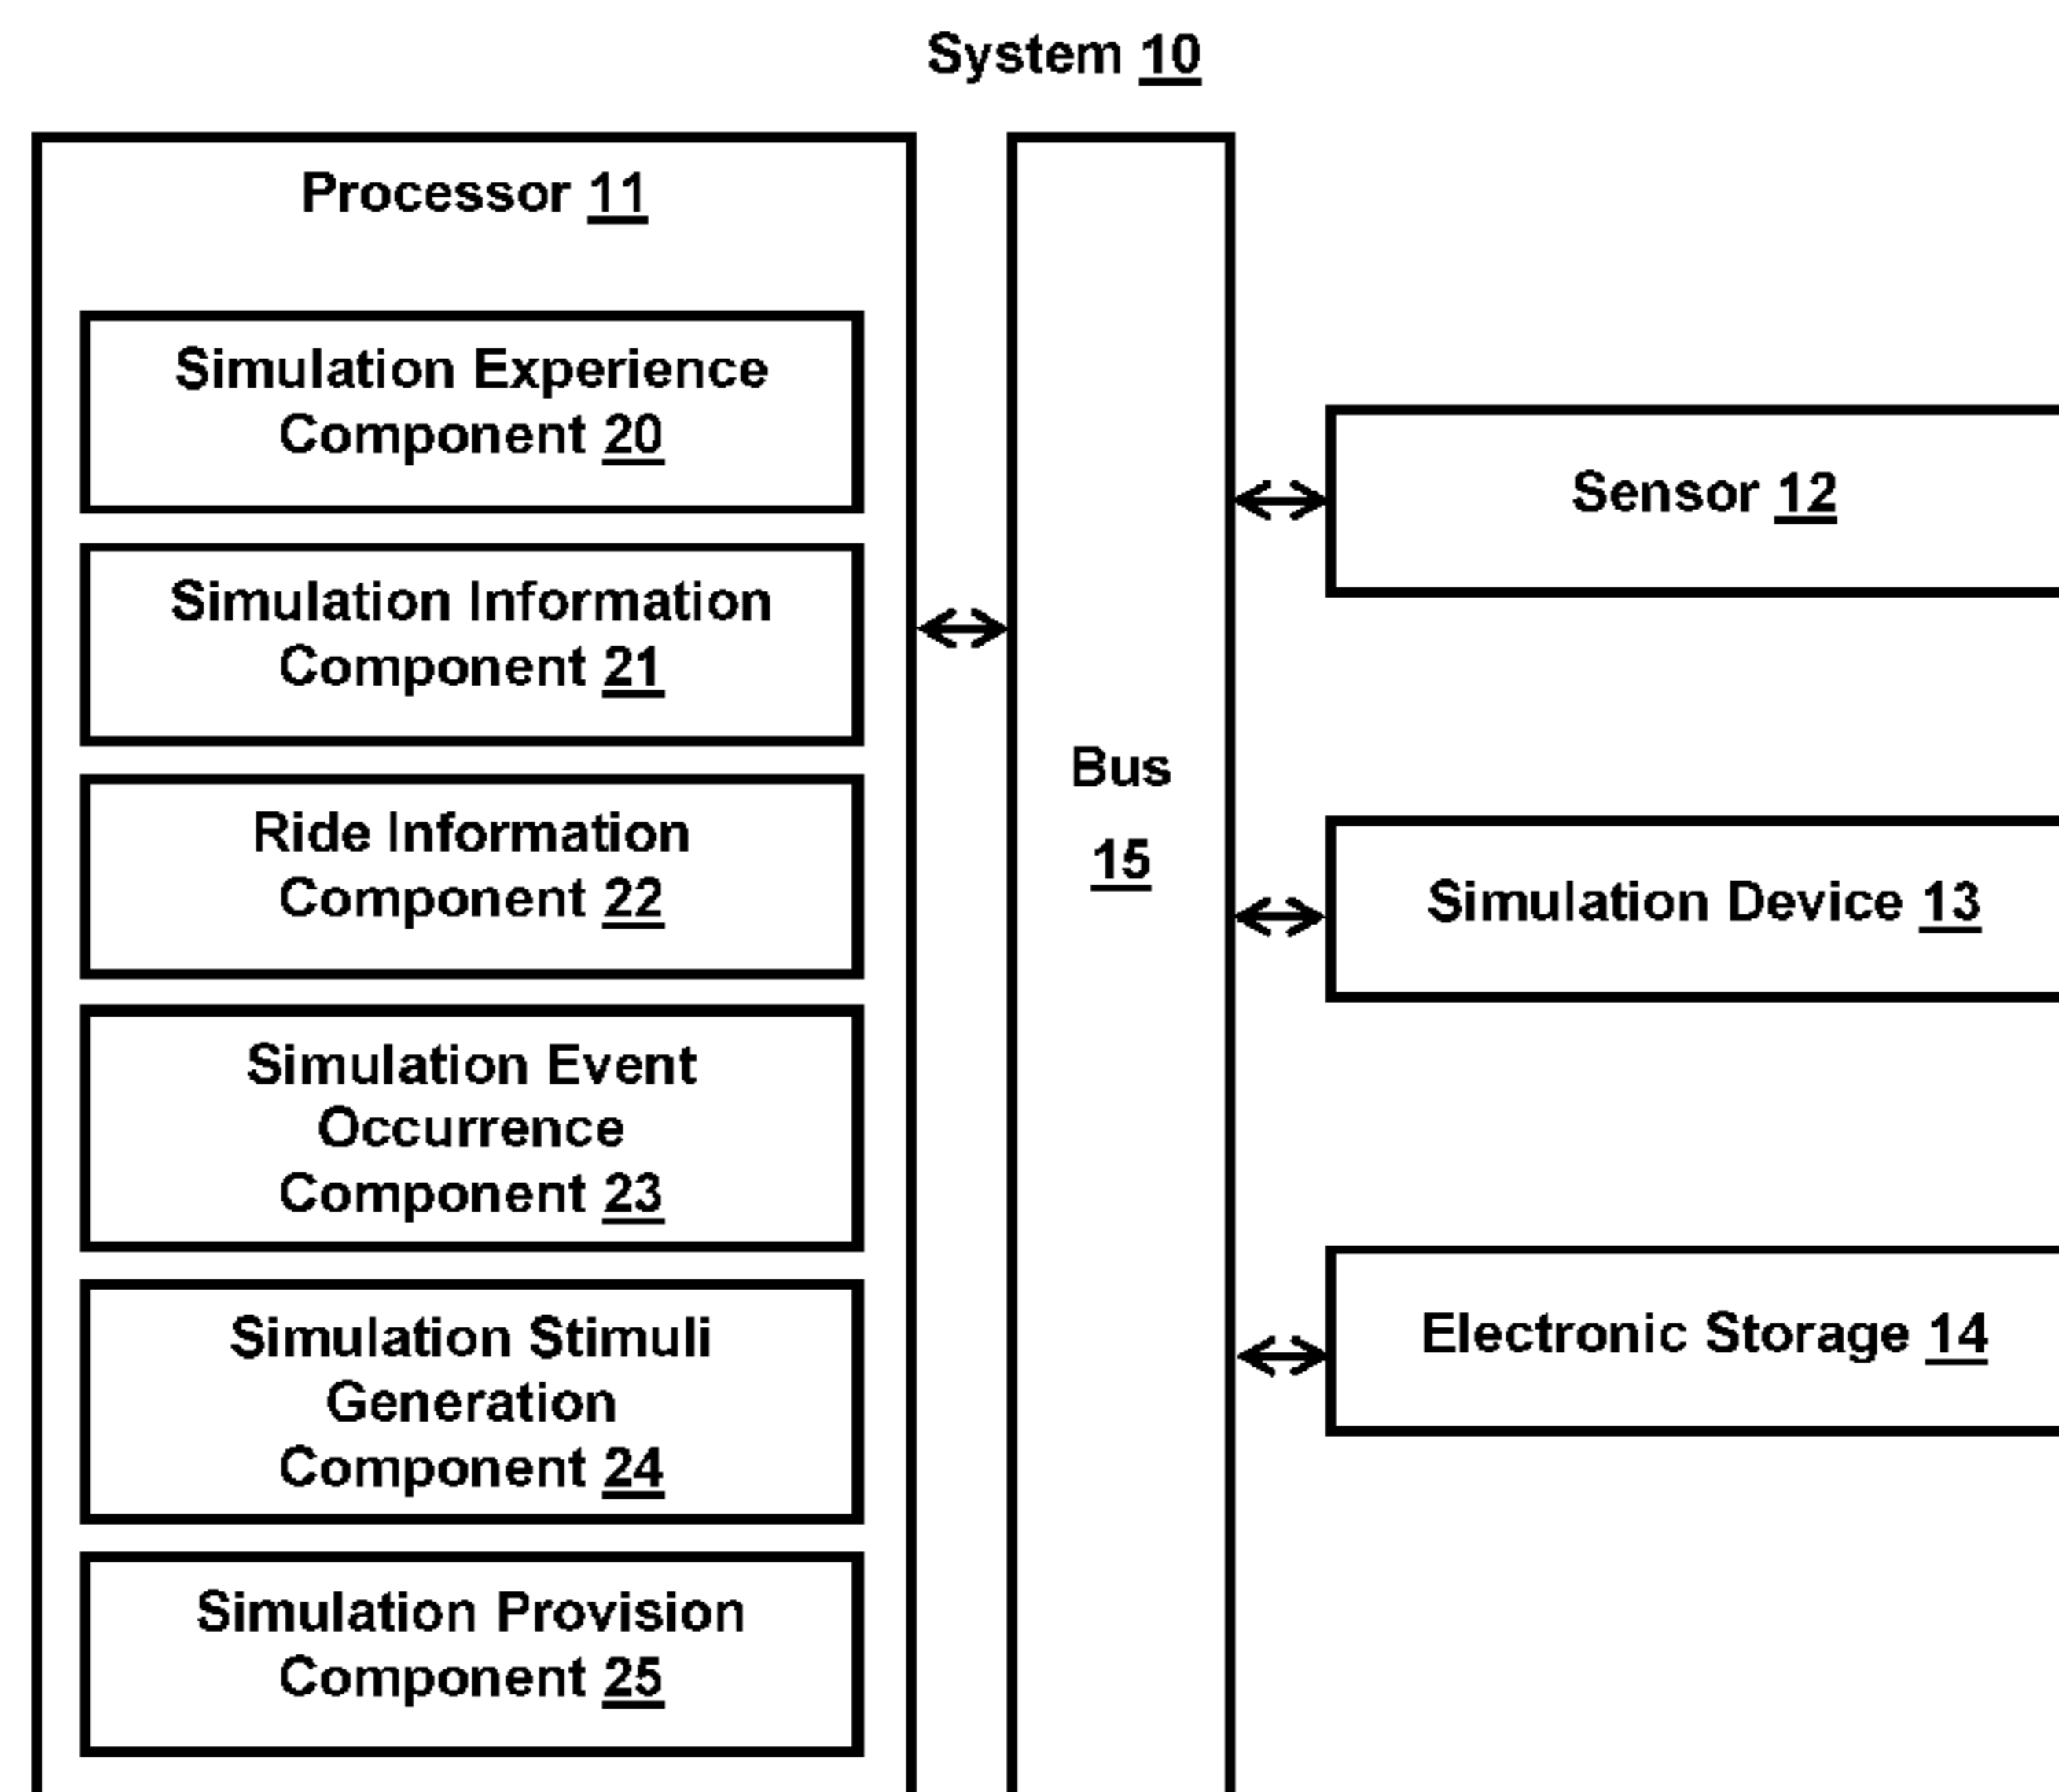 System 10
Processor 11
Simulation Experience
Component 20
Simulation Information
Component 21
Ride Information
Component 22
Simulation Event
Occurrence
Component 23
Simulation Stimuli
Generation
Component 24
Simulation Provision
Component 25
Bus
15
Sensor 12
Simulation Device 13
Electronic Storage 14